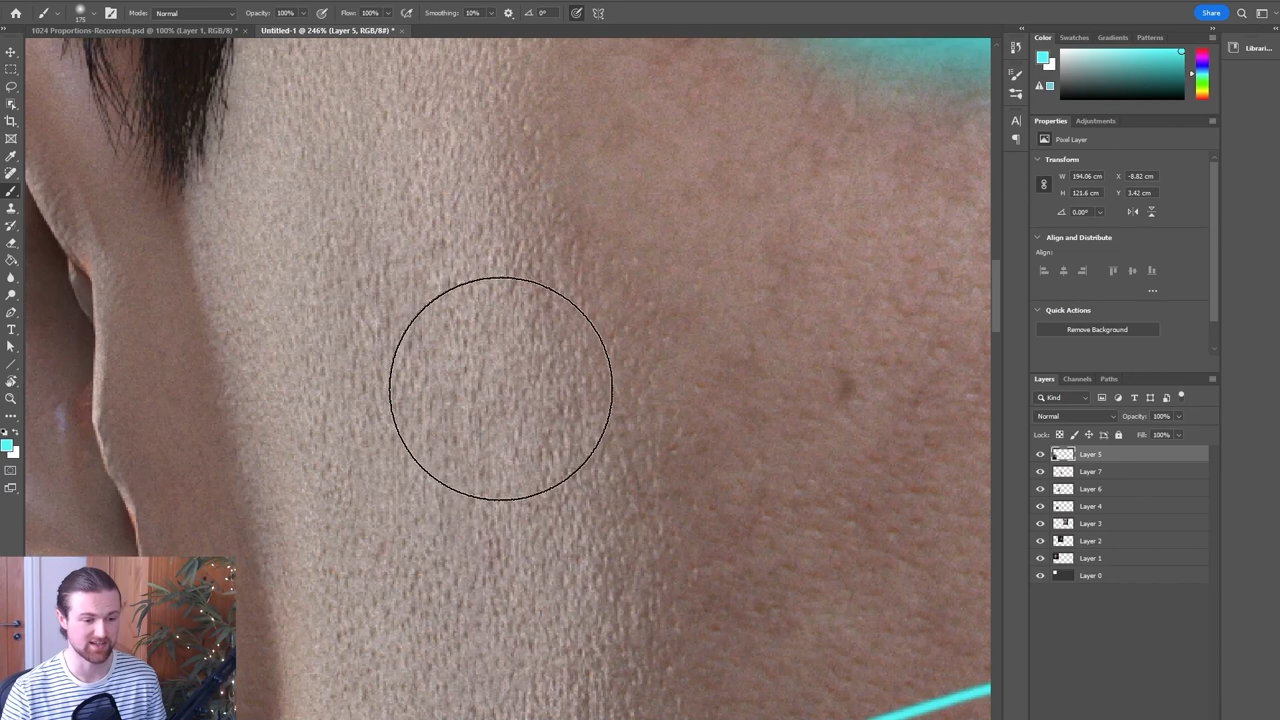 175 Mode: Normal Opacity: 100% Flow: 100% Smoothing: 10% 0° Share
1024 Proportions-Recovered.psd @ 100% (Layer 1, RGB/8) * × Untitled-1 @ 246% (Layer 5, RGB/8#) * ×
Color Swatches Gradients Patterns
Librari...
Properties Adjustments
Pixel Layer
Transform
W 194.06 cm X -8.82 cm
H 121.6 cm Y 3.42 cm
0.00°
Align and Distribute
Align:
...
Quick Actions
Remove Background
Layers Channels Paths
Kind
Normal Opacity: 100%
Lock: Fill: 100%
Layer 5
Layer 7
Layer 6
Layer 4
Layer 3
Layer 2
Layer 1
Layer 0